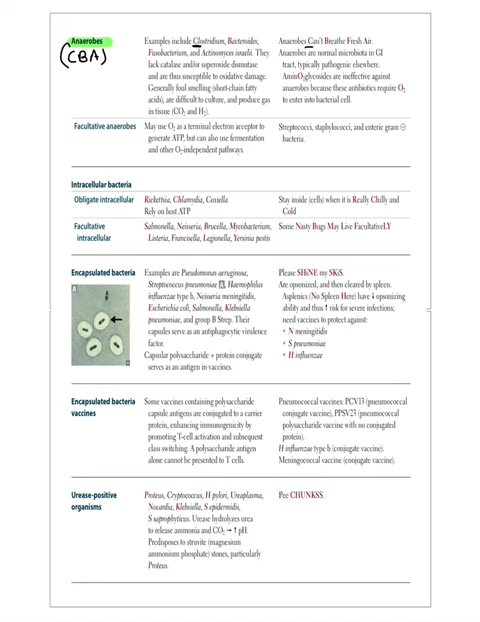 Anaerobes
(CBA)
Examples include Clostridium, Bacteroides,
Fusobacterium, and Actinomyces israelii. They
lack catalase and/or superoxide dismutase
and are thus susceptible to oxidative damage.
Generally foul smelling (short-chain fatty
acids), are difficult to culture, and produce gas
in tissue (CO2 and H2).
Anaerobes Can't Breathe Fresh Air.
Anaerobes are normal microbiota in GI
tract, typically pathogenic elsewhere.
AminO2glycosides are ineffective against
anaerobes because these antibiotics require O2
to enter into bacterial cell.
Facultative anaerobes
May use O2 as a terminal electron acceptor to
generate ATP, but can also use fermentation
and other O2-independent pathways.
Streptococci, staphylococci, and enteric gram ⊝
bacteria.
Intracellular bacteria
Obligate intracellular
Rickettsia, Chlamydia, Coxiella
Rely on host ATP
Stay inside (cells) when it is Really Chilly and
Cold
Facultative
intracellular
Salmonella, Neisseria, Brucella, Mycobacterium,
Listeria, Francisella, Legionella, Yersinia pestis
Some Nasty Bugs May Live FacultativeLY
Encapsulated bacteria
A
Examples are Pseudomonas aeruginosa,
Streptococcus pneumoniae A, Haemophilus
influenzae type b, Neisseria meningitidis,
Escherichia coli, Salmonella, Klebsiella
pneumoniae, and group B Strep. Their
capsules serve as an antiphagocytic virulence
factor.
Capsular polysaccharide + protein conjugate
serves as an antigen in vaccines.
Please SHiNE my SKiS.
Are opsonized, and then cleared by spleen.
Asplenics (No Spleen Here) have ↓ opsonizing
ability and thus ↑ risk for severe infections;
need vaccines to protect against:
• N meningitidis
• S pneumoniae
• H influenzae
Encapsulated bacteria
vaccines
Some vaccines containing polysaccharide
capsule antigens are conjugated to a carrier
protein, enhancing immunogenicity by
promoting T-cell activation and subsequent
class switching. A polysaccharide antigen
alone cannot be presented to T cells.
Pneumococcal vaccines: PCV13 (pneumococcal
conjugate vaccine), PPSV23 (pneumococcal
polysaccharide vaccine with no conjugated
protein).
H influenzae type b (conjugate vaccine).
Meningococcal vaccine (conjugate vaccine).
Urease-positive
organisms
Proteus, Cryptococcus, H pylori, Ureaplasma,
Nocardia, Klebsiella, S epidermidis,
S saprophyticus. Urease hydrolyzes urea
to release ammonia and CO2 → ↑ pH.
Predisposes to struvite (magnesium
ammonium phosphate) stones, particularly
Proteus.
Pee CHUNKSS.